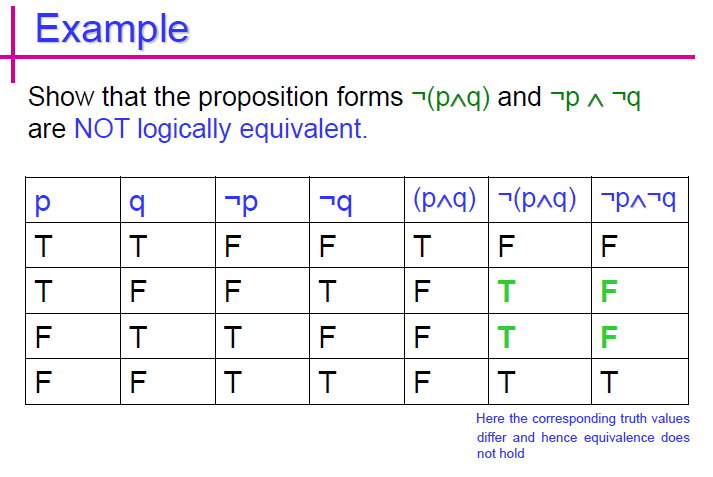 Example
Show that the proposition forms ¬(p∧q) and ¬p ∧ ¬q
are NOT logically equivalent.
p q ¬p ¬q (p∧q) ¬(p∧q) ¬p∧¬q
T T F F T F F
T F F T F T F
F T T F F T F
F F T T F T T
Here the corresponding truth values
differ and hence equivalence does
not hold